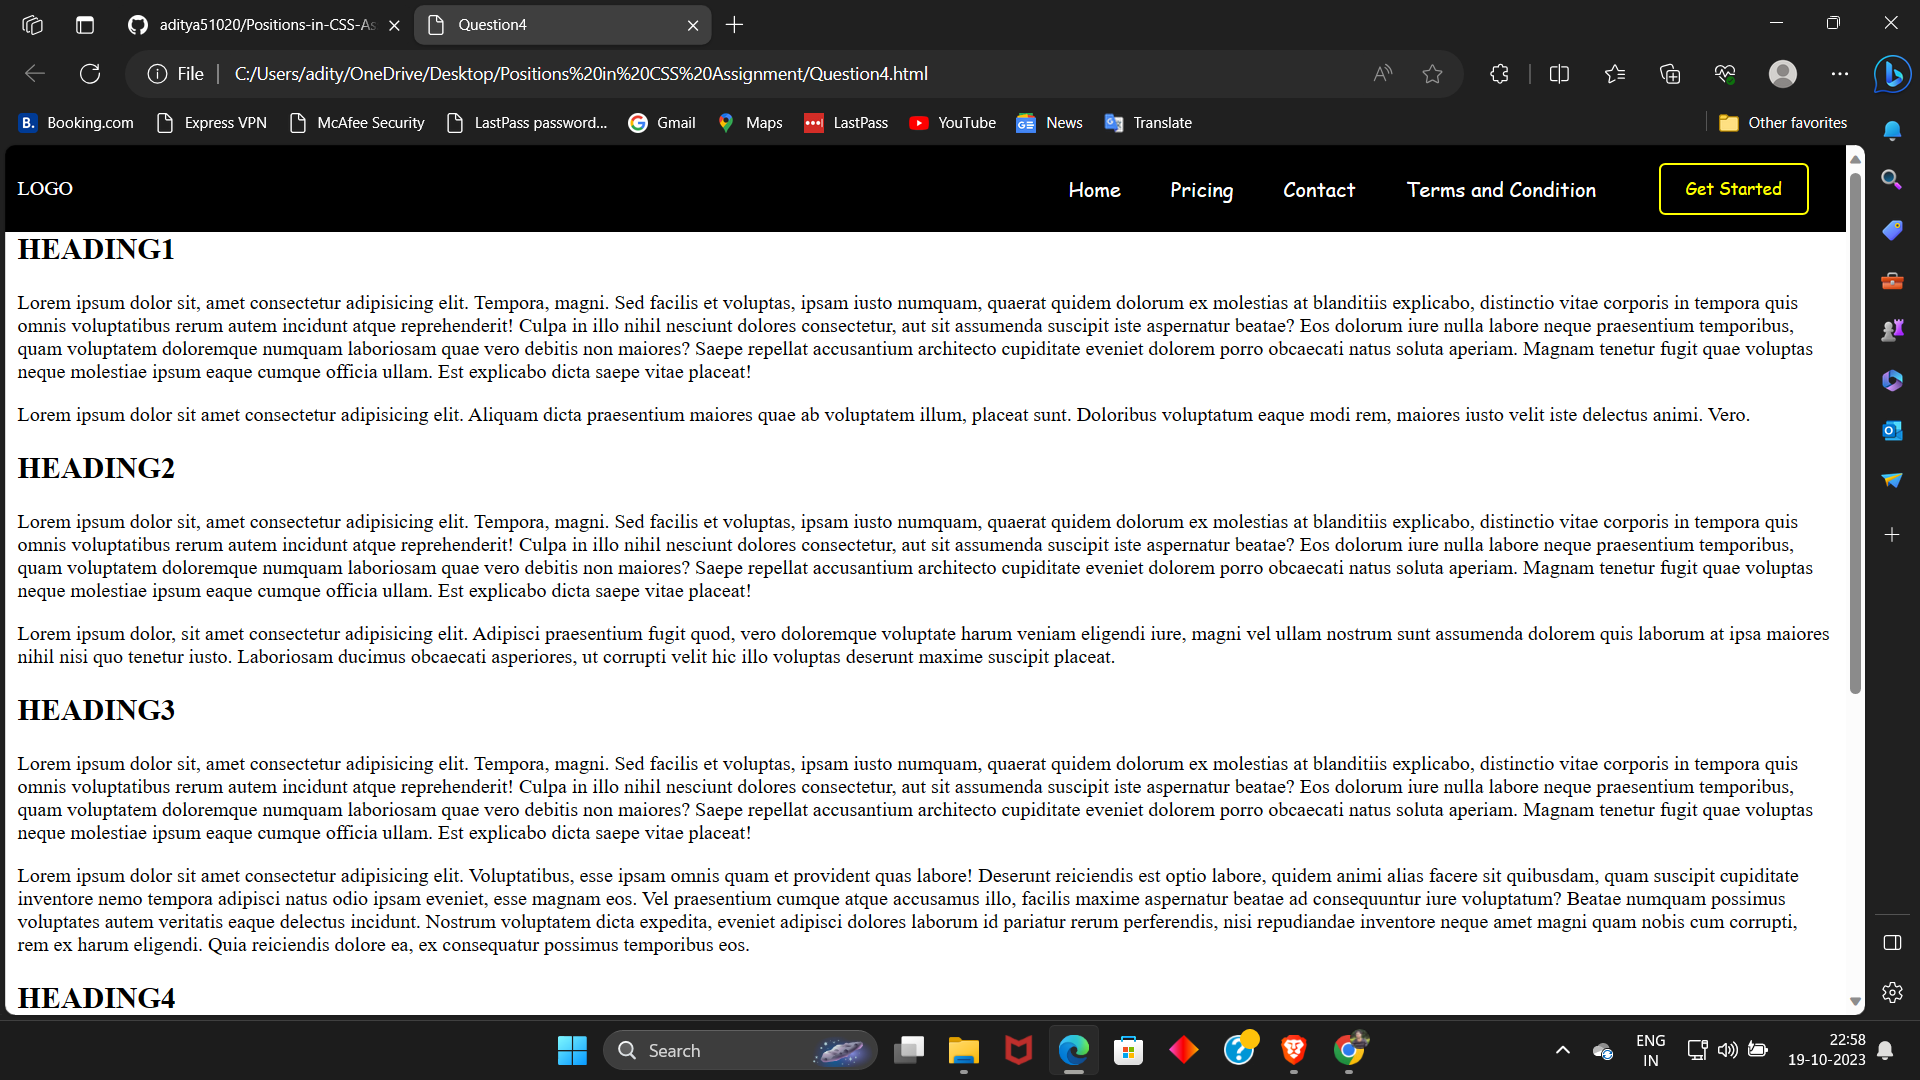 aditya51020/Positions-in-CSS-As
Question4
File
C:/Users/adity/OneDrive/Desktop/Positions%20in%20CSS%20Assignment/Question4.html
Booking.com
Express VPN
McAfee Security
LastPass password...
Gmail
Maps
LastPass
YouTube
News
Translate
Other favorites
LOGO
Home
Pricing
Contact
Terms and Condition
Get Started
HEADING1
Lorem ipsum dolor sit, amet consectetur adipisicing elit. Tempora, magni. Sed facilis et voluptas, ipsam iusto numquam, quaerat quidem dolorum ex molestias at blanditiis explicabo, distinctio vitae corporis in tempora quis
omnis voluptatibus rerum autem incidunt atque reprehenderit! Culpa in illo nihil nesciunt dolores consectetur, aut sit assumenda suscipit iste aspernatur beatae? Eos dolorum iure nulla labore neque praesentium temporibus,
quam voluptatem doloremque numquam laboriosam quae vero debitis non maiores? Saepe repellat accusantium architecto cupiditate eveniet dolorem porro obcaecati natus soluta aperiam. Magnam tenetur fugit quae voluptas
neque molestiae ipsum eaque cumque officia ullam. Est explicabo dicta saepe vitae placeat!
Lorem ipsum dolor sit amet consectetur adipisicing elit. Aliquam dicta praesentium maiores quae ab voluptatem illum, placeat sunt. Doloribus voluptatum eaque modi rem, maiores iusto velit iste delectus animi. Vero.
HEADING2
Lorem ipsum dolor sit, amet consectetur adipisicing elit. Tempora, magni. Sed facilis et voluptas, ipsam iusto numquam, quaerat quidem dolorum ex molestias at blanditiis explicabo, distinctio vitae corporis in tempora quis
omnis voluptatibus rerum autem incidunt atque reprehenderit! Culpa in illo nihil nesciunt dolores consectetur, aut sit assumenda suscipit iste aspernatur beatae? Eos dolorum iure nulla labore neque praesentium temporibus,
quam voluptatem doloremque numquam laboriosam quae vero debitis non maiores? Saepe repellat accusantium architecto cupiditate eveniet dolorem porro obcaecati natus soluta aperiam. Magnam tenetur fugit quae voluptas
neque molestiae ipsum eaque cumque officia ullam. Est explicabo dicta saepe vitae placeat!
Lorem ipsum dolor, sit amet consectetur adipisicing elit. Adipisci praesentium fugit quod, vero doloremque voluptate harum veniam eligendi iure, magni vel ullam nostrum sunt assumenda dolorem quis laborum at ipsa maiores
nihil nisi quo tenetur iusto. Laboriosam ducimus obcaecati asperiores, ut corrupti velit hic illo voluptas deserunt maxime suscipit placeat.
HEADING3
Lorem ipsum dolor sit, amet consectetur adipisicing elit. Tempora, magni. Sed facilis et voluptas, ipsam iusto numquam, quaerat quidem dolorum ex molestias at blanditiis explicabo, distinctio vitae corporis in tempora quis
omnis voluptatibus rerum autem incidunt atque reprehenderit! Culpa in illo nihil nesciunt dolores consectetur, aut sit assumenda suscipit iste aspernatur beatae? Eos dolorum iure nulla labore neque praesentium temporibus,
quam voluptatem doloremque numquam laboriosam quae vero debitis non maiores? Saepe repellat accusantium architecto cupiditate eveniet dolorem porro obcaecati natus soluta aperiam. Magnam tenetur fugit quae voluptas
neque molestiae ipsum eaque cumque officia ullam. Est explicabo dicta saepe vitae placeat!
Lorem ipsum dolor sit amet consectetur adipisicing elit. Voluptatibus, esse ipsam omnis quam et provident quas labore! Deserunt reiciendis est optio labore, quidem animi alias facere sit quibusdam, quam suscipit cupiditate
inventore nemo tempora adipisci natus odio ipsam eveniet, esse magnam eos. Vel praesentium cumque atque accusamus illo, facilis maxime aspernatur beatae ad consequuntur iure voluptatum? Beatae numquam possimus
voluptates autem veritatis eaque delectus incidunt. Nostrum voluptatem dicta expedita, eveniet adipisci dolores laborum id pariatur rerum perferendis, nisi repudiandae inventore neque amet magni quam nobis cum corrupti,
rem ex harum eligendi. Quia reiciendis dolore ea, ex consequatur possimus temporibus eos.
HEADING4
Search
ENG
IN
22:58
19-10-2023